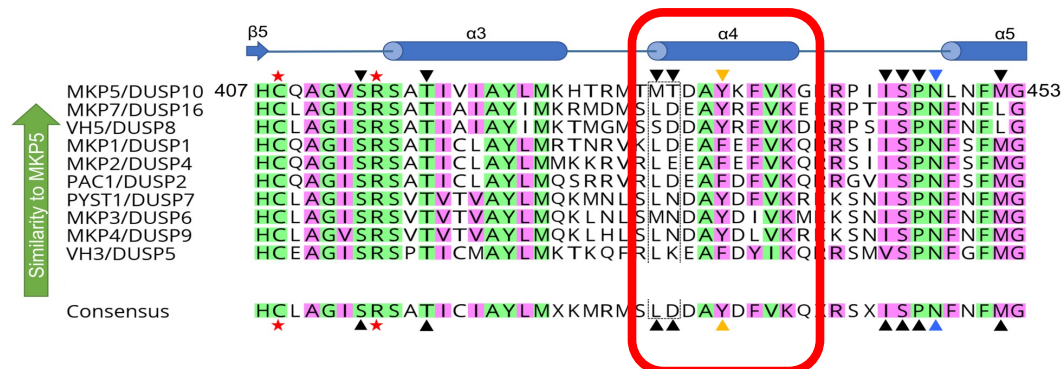 β5 α3 α4 α5
MKP5/DUSP10 407 HCQAGVSRSATIVIAYLMKHTRMTMTDAYKFVKGKRPIISPNLNFMG 453
MKP7/DUSP16 HCLAGISRSATIAIAYIMKRMDMSLDEAYRFVKEKRPTISPNFNFLG
VH5/DUSP8 HCLAGISRSATIAIAYIMKTMGMSSDDAYRFVKDRRPSISPNFNFLG
MKP1/DUSP1 HCQAGISRSATICLAYLMRTNRVKLDEAFEFVKQRRSIISPNFSFMG
MKP2/DUSP4 HCQAGISRSATICLAYLMMKKRVRLEEAFEFVKQRRSIISPNFSFMG
PAC1/DUSP2 HCQAGISRSATICLAYLMQSRRVRLDEAFDFVKQRRGVISPNFSFMG
PYST1/DUSP7 HCLAGISRSVTVTVAYLMQKMNLSLNDAYDFVKRKKSNISPNFNFMG
MKP3/DUSP6 HCLAGISRSVTVTVAYLMQKLNLSMNDAYDIVKMKKSNISPNFNFMG
MKP4/DUSP9 HCLAGVSRSVTVTVAYLMQKLHLSLNDAYDLVKRKKSNISPNFNFMG
VH3/DUSP5 HCEAGISRSPTICMAYLMKTKQFRLKEAFDYIKQRRSMVSPNFGFMG
Consensus HCLAGISRSATICIAYLMXKMRMSLDDAYDFVKQXRSXISPNFNFMG
Similarity to MKP5